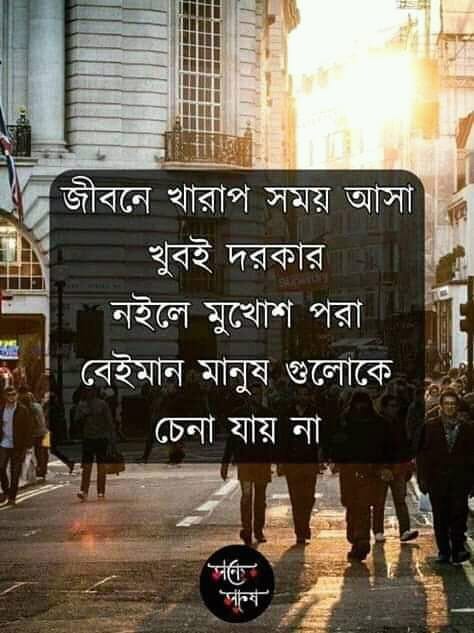 জীবনে খারাপ সময় আসা
খুবই দরকার
নইলে মুখোশ পরা
বেইমান মানুষ গুলোকে
চেনা যায় না